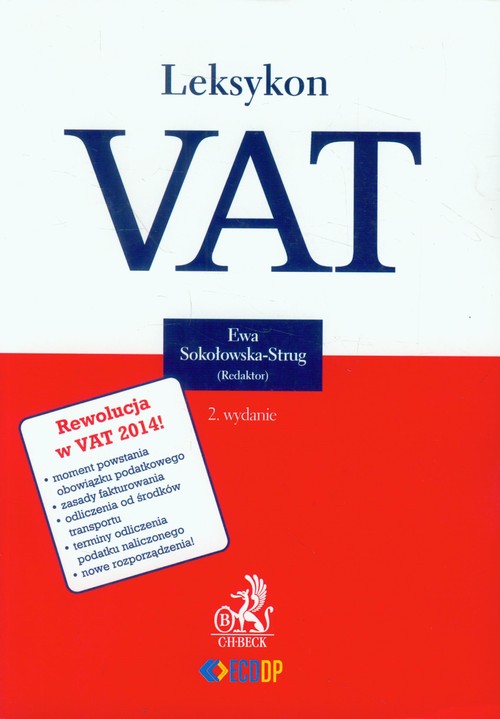 Leksykon
VAT
Ewa
Sokołowska-Strug
(Redaktor)
2. wydanie
Rewolucja
w VAT 2014!
• moment powstania
obowiązku podatkowego
• zasady fakturowania
• odliczenia od środków
transportu
• terminy odliczenia
podatku naliczonego
• nowe rozporządzenia!
B
C·H·BECK
ECDDP